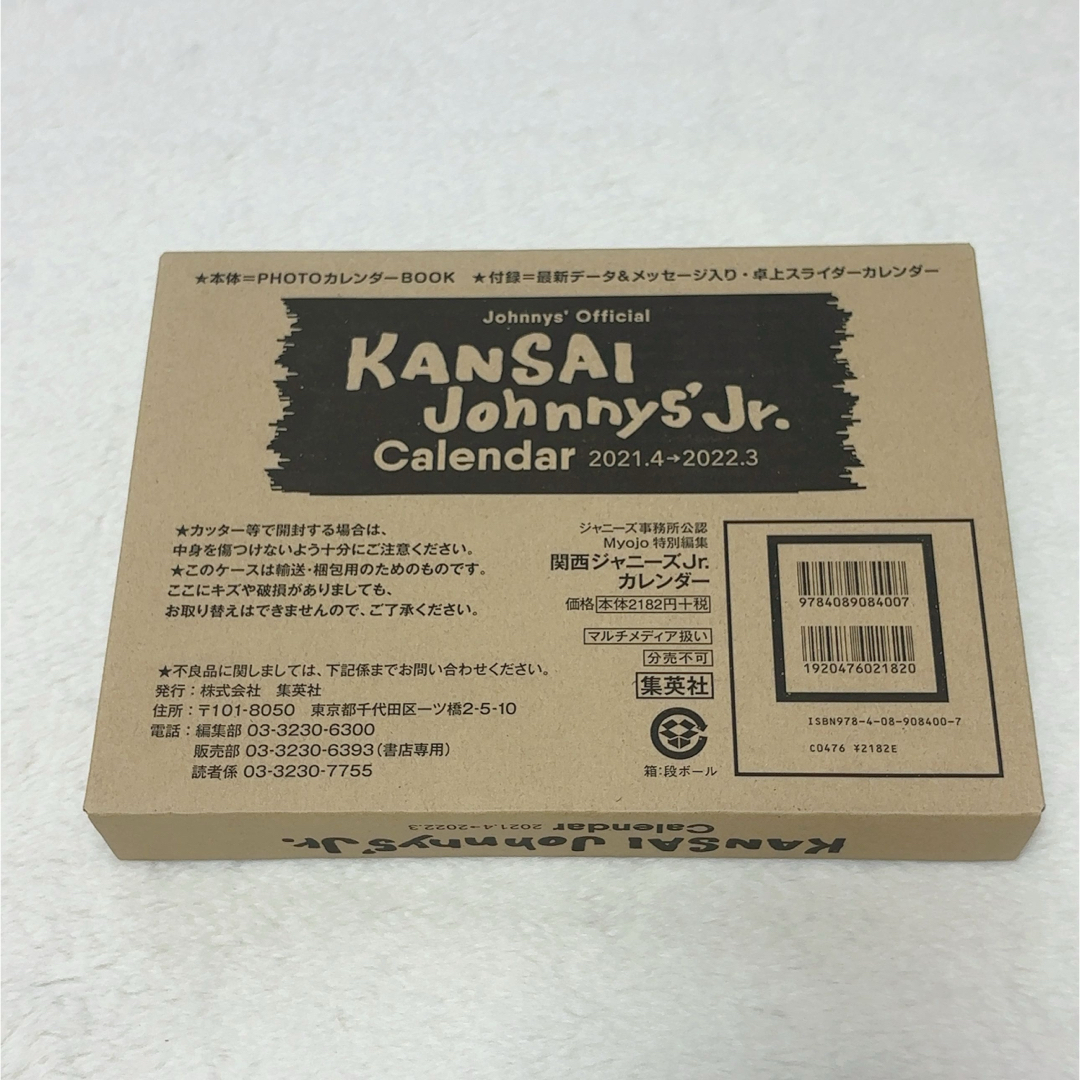 ★本体=PHOTOカレンダーBOOK ★付録=最新データ&メッセージ入り・卓上スライダーカレンダー
Johnnys' Official
KANSAI
Johnnys'Jr.
Calendar 2021.4→2022.3
★カッター等で開封する場合は、
中身を傷つけないよう十分にご注意ください。
★このケースは輸送・梱包用のためのものです。
ここにキズや破損がありましても、
お取り替えはできませんので、ご了承ください。
★不良品に関しましては、下記係までお問い合わせください。
発行:株式会社 集英社
住所:〒101-8050 東京都千代田区一ツ橋2-5-10
電話:編集部 03-3230-6300
販売部 03-3230-6393(書店専用)
読者係 03-3230-7755
ジャニーズ事務所公認
Myojo 特別編集
関西ジャニーズJr.
カレンダー
価格 本体2182円+税
マルチメディア扱い
分売不可
集英社
箱:段ボール
9784089084007
1920476021820
ISBN978-4-08-908400-7
C0476 ¥2182E
KANSAI Johnnys'Jr.
Calendar 2021.4→2022.3